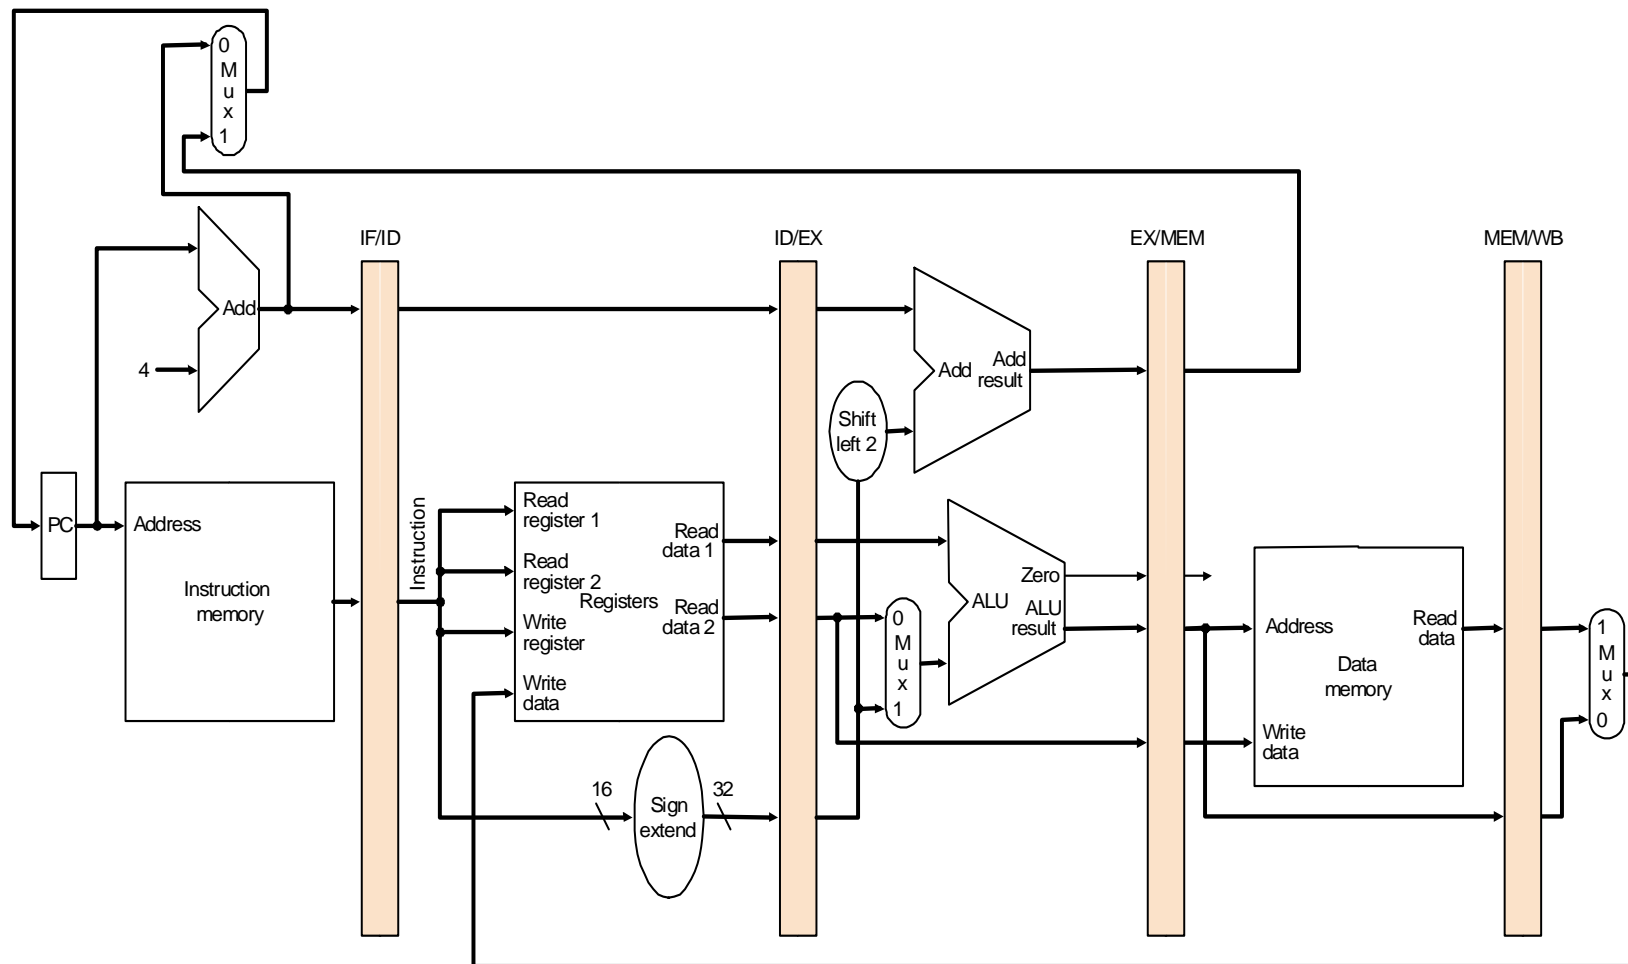 0
M
u
x
1
IF/ID
ID/EX
EX/MEM
MEM/WB
Add
4
Add
Add
result
Shift
left 2
PC
Address
Instruction
memory
Instruction
Read
register 1
Read
register 2
Write
register
Write
data
Registers
Read
data 1
Read
data 2
16
Sign
extend
32
0
M
u
x
1
Zero
ALU
ALU
result
Address
Read
data
Data
memory
Write
data
1
M
u
x
0